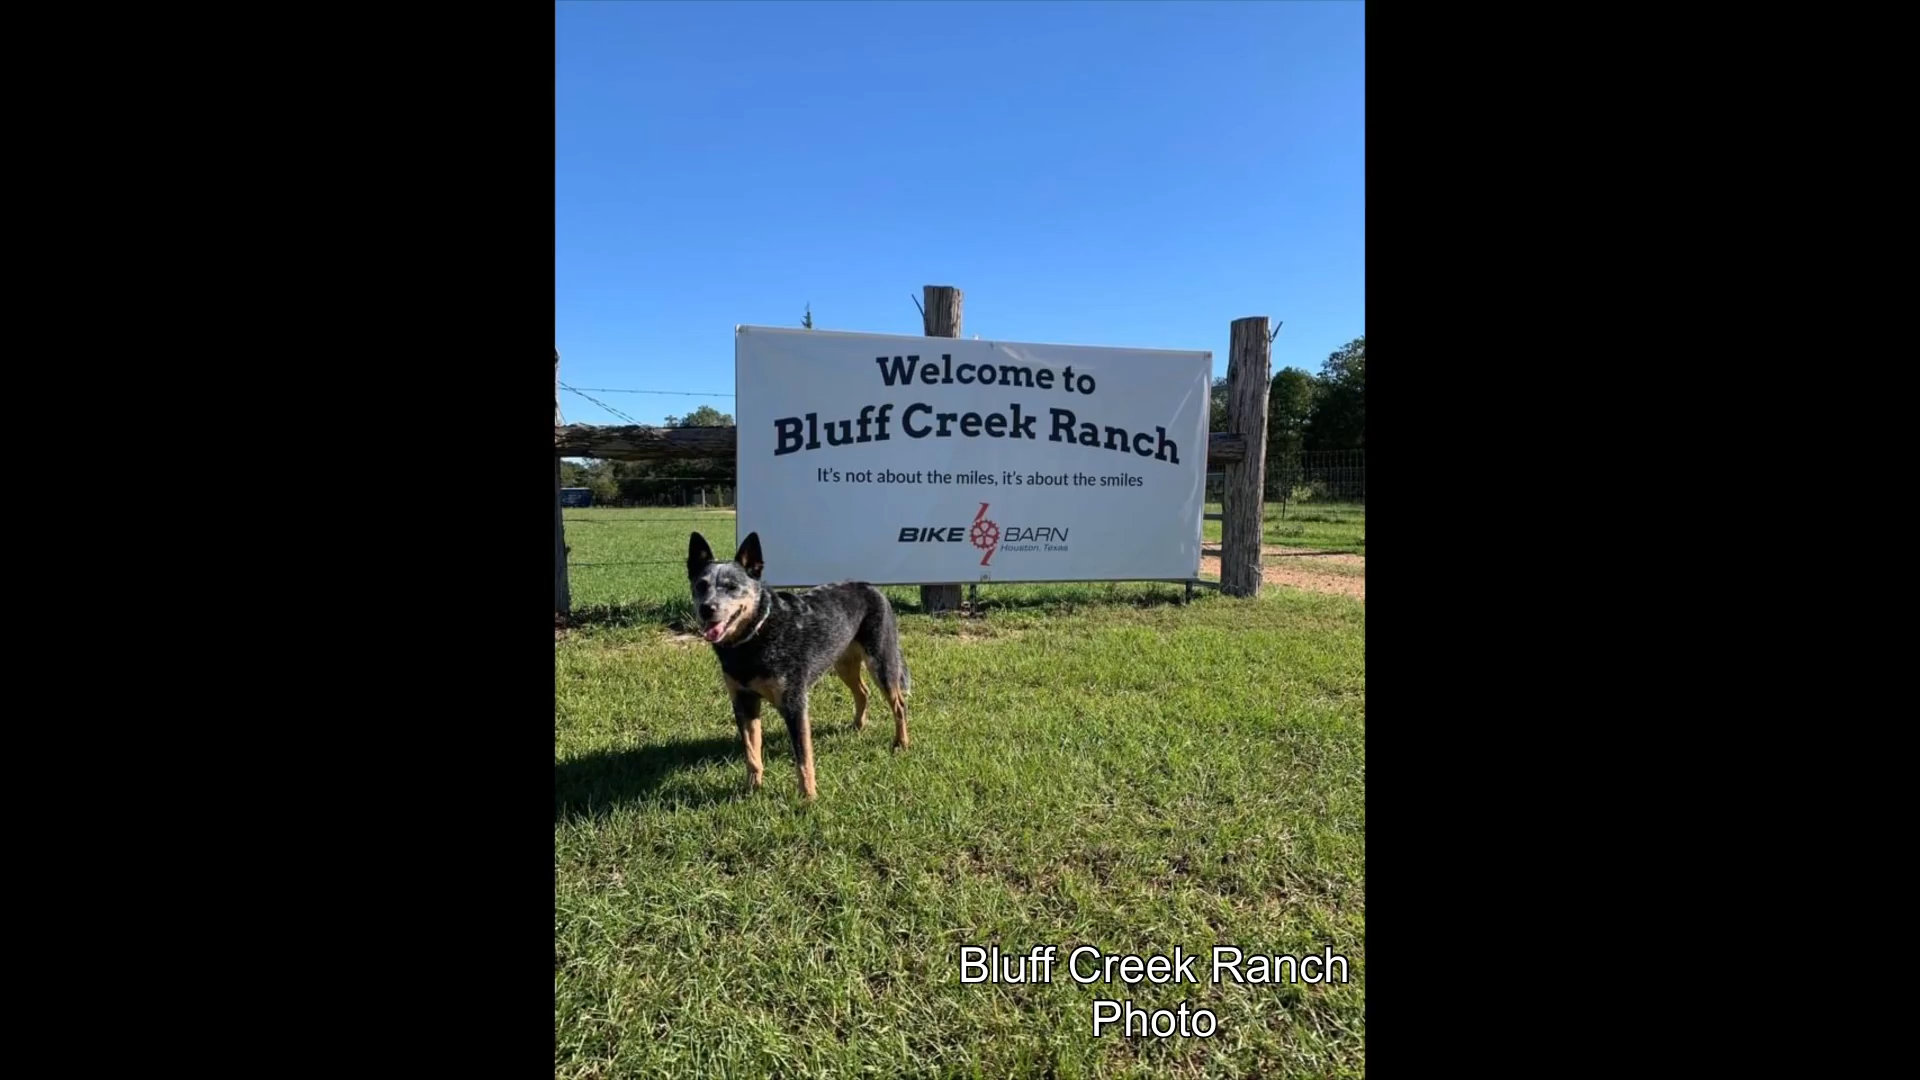 Welcome to
Bluff Creek Ranch
It's not about the miles, it's about the smiles
BIKE BARN
Houston, Texas
Bluff Creek Ranch
Photo